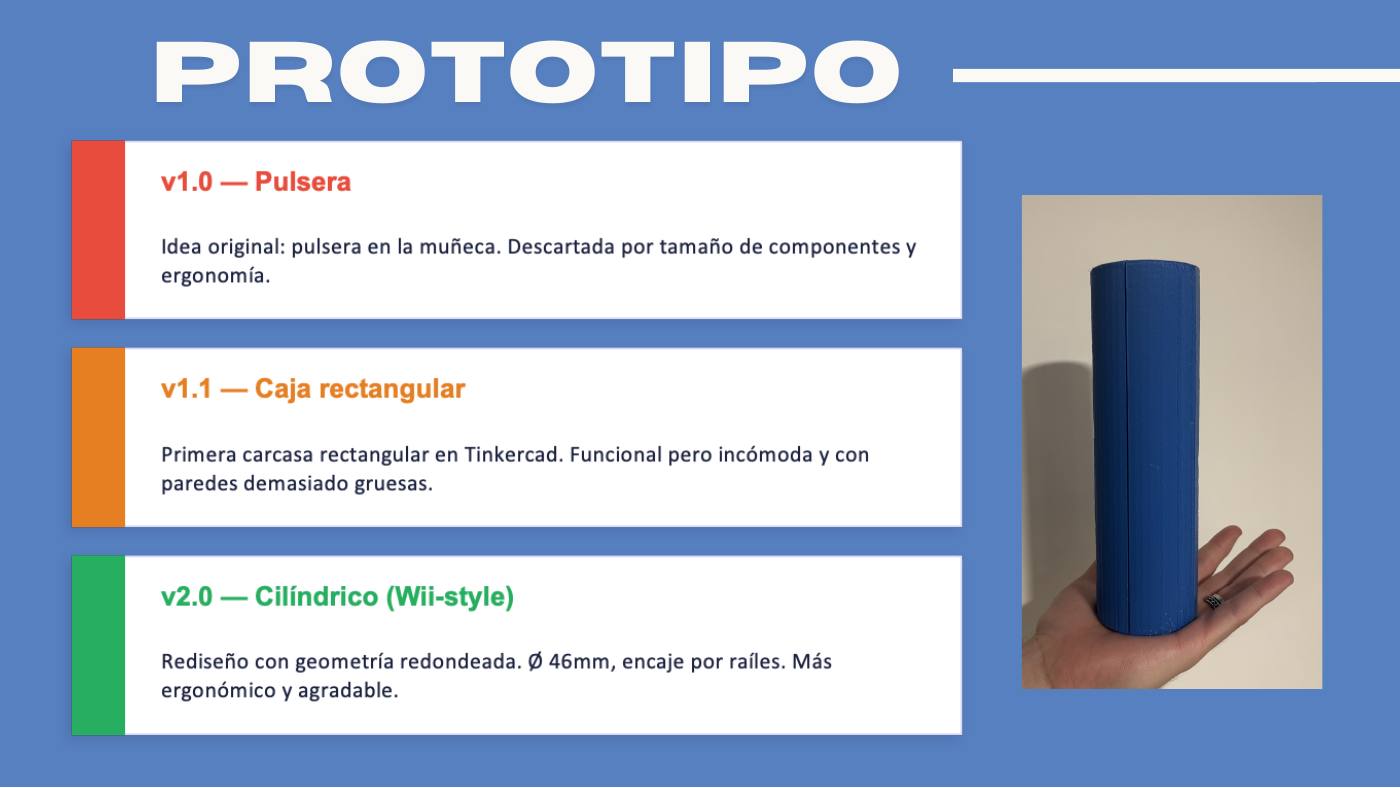 PROTOTIPO
v1.0 — Pulsera
Idea original: pulsera en la muñeca. Descartada por tamaño de componentes y
ergonomía.
v1.1 — Caja rectangular
Primera carcasa rectangular en Tinkercad. Funcional pero incómoda y con
paredes demasiado gruesas.
v2.0 — Cilíndrico (Wii-style)
Rediseño con geometría redondeada. Ø 46mm, encaje por raíles. Más
ergonómico y agradable.